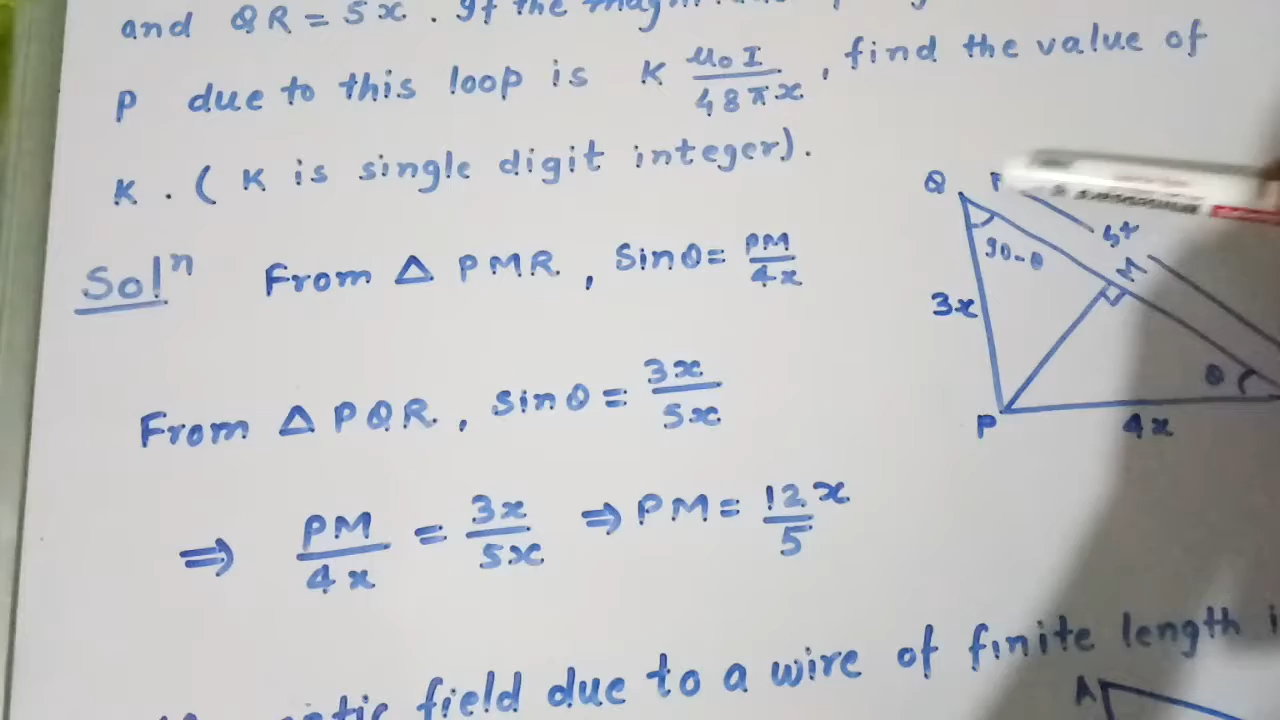 and QR = 5x . If the
P due to this loop is K μ₀I/48πx , find the value of
K . ( K is single digit integer).
Solⁿ From △ PMR , Sinθ = PM/4x
From △ PQR , Sinθ = 3x/5x
⇒ PM/4x = 3x/5x ⇒ PM = 12x/5
field due to a wire of finite length
Q
90-θ
5x
M
3x
θ
P
4x
A